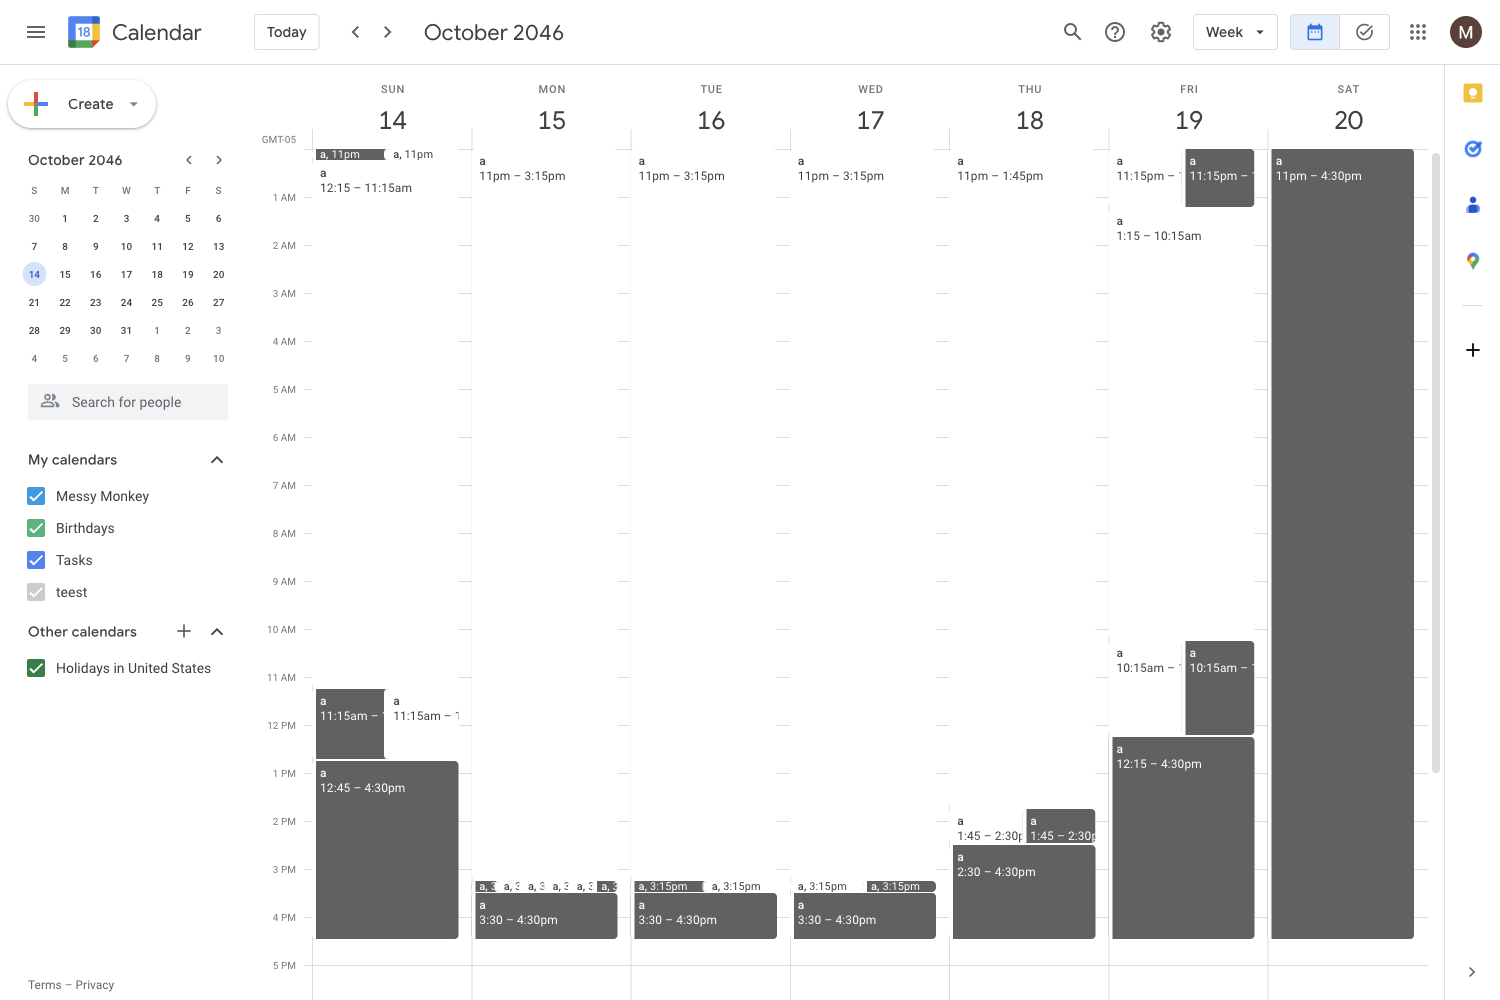 18 Calendar Today October 2046 Week M
Create
October 2046
S M T W T F S
30 1 2 3 4 5 6
7 8 9 10 11 12 13
14 15 16 17 18 19 20
21 22 23 24 25 26 27
28 29 30 31 1 2 3
4 5 6 7 8 9 10
Search for people
My calendars
Messy Monkey
Birthdays
Tasks
teest
Other calendars
Holidays in United States
Terms – Privacy
SUN MON TUE WED THU FRI SAT
14 15 16 17 18 19 20
GMT-05
1 AM
2 AM
3 AM
4 AM
5 AM
6 AM
7 AM
8 AM
9 AM
10 AM
11 AM
12 PM
1 PM
2 PM
3 PM
4 PM
5 PM
a, 11pm
a, 11pm
a
12:15 – 11:15am
a
11:15am –
a
11:15am – 1
a
12:45 – 4:30pm
a
11pm – 3:15pm
a, 3
a, 3
a, 3
a, 3
a, 3
a, 3
a
3:30 – 4:30pm
a
11pm – 3:15pm
a, 3:15pm
a, 3:15pm
a
3:30 – 4:30pm
a
11pm – 3:15pm
a, 3:15pm
a, 3:15pm
a
3:30 – 4:30pm
a
11pm – 1:45pm
a
1:45 – 2:30p
a
1:45 – 2:30p
a
2:30 – 4:30pm
a
11:15pm –
a
11:15pm –
a
1:15 – 10:15am
a
10:15am –
a
10:15am –
a
12:15 – 4:30pm
a
11pm – 4:30pm